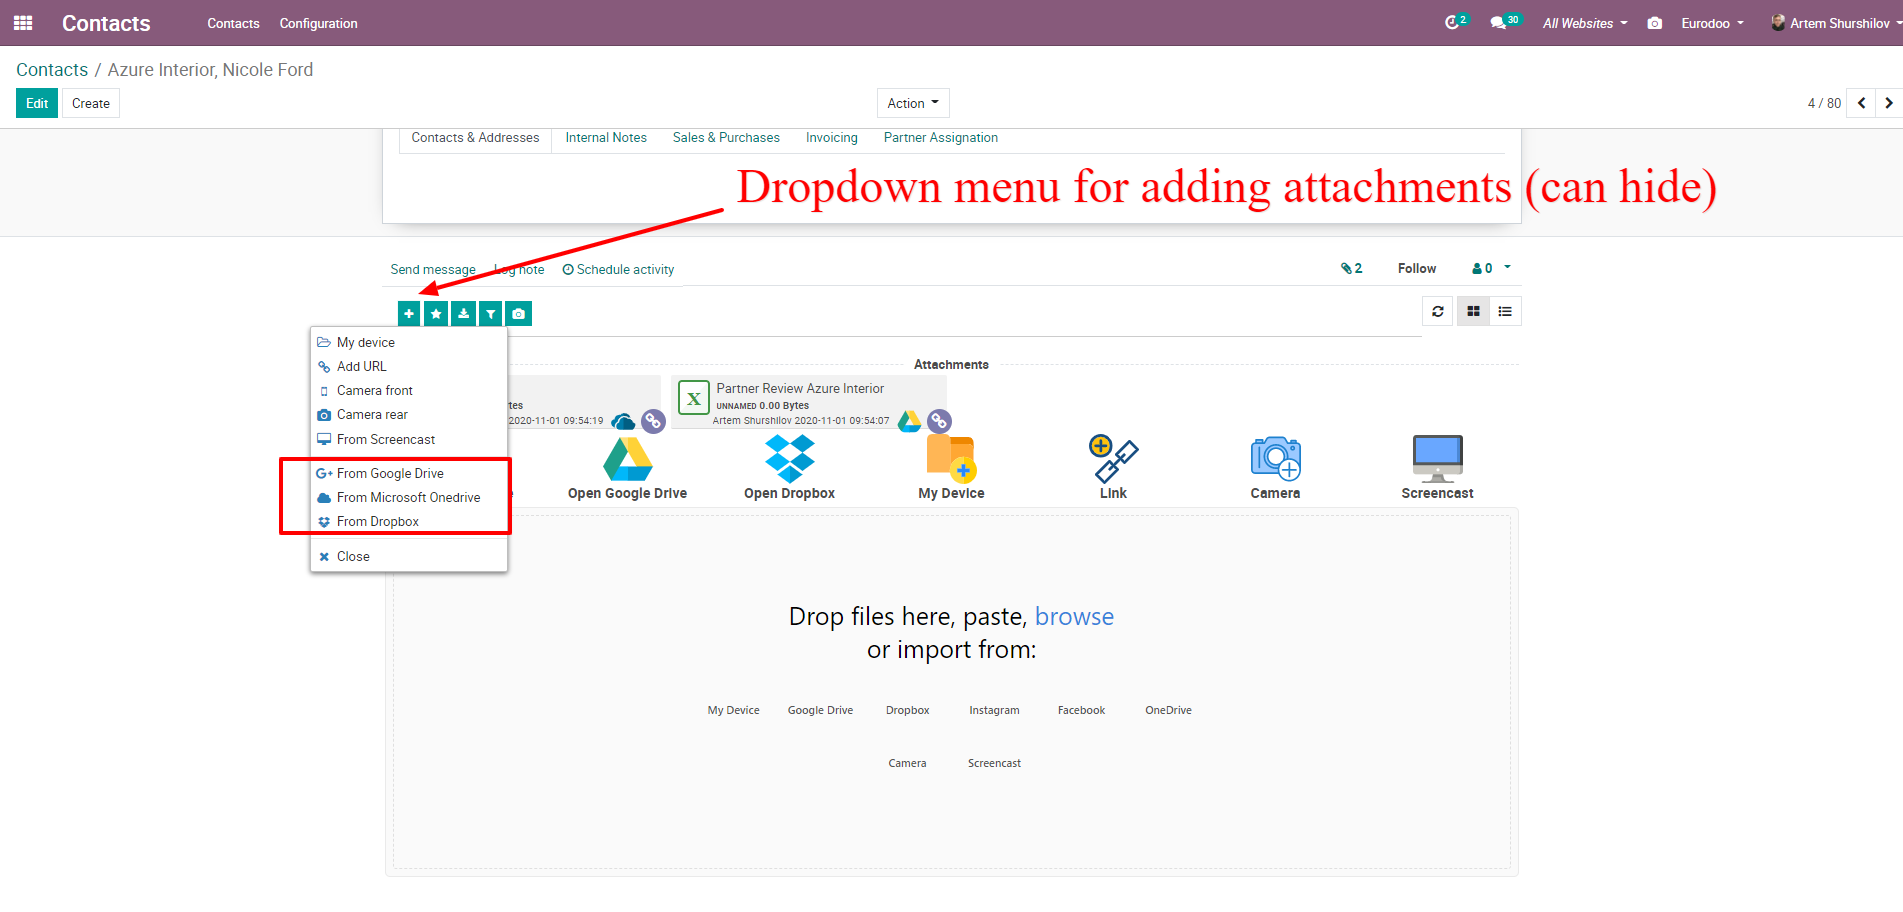 Contacts Contacts Configuration 2 30 All Websites Eurodoo Artem Shurshilov
Contacts / Azure Interior, Nicole Ford
Edit Create Action 4 / 80
Contacts & Addresses Internal Notes Sales & Purchases Invoicing Partner Assignation
Dropdown menu for adding attachments (can hide)
Send message Log note Schedule activity 2 Follow 0
My device
Add URL
Camera front
Camera rear
From Screencast
From Google Drive
From Microsoft Onedrive
From Dropbox
Close
Attachments
2020-11-01 09:54:19
Partner Review Azure Interior
UNNAMED 0.00 Bytes
Artem Shurshilov 2020-11-01 09:54:07
Open Google Drive Open Dropbox My Device Link Camera Screencast
Drop files here, paste, browse
or import from:
My Device Google Drive Dropbox Instagram Facebook OneDrive
Camera Screencast